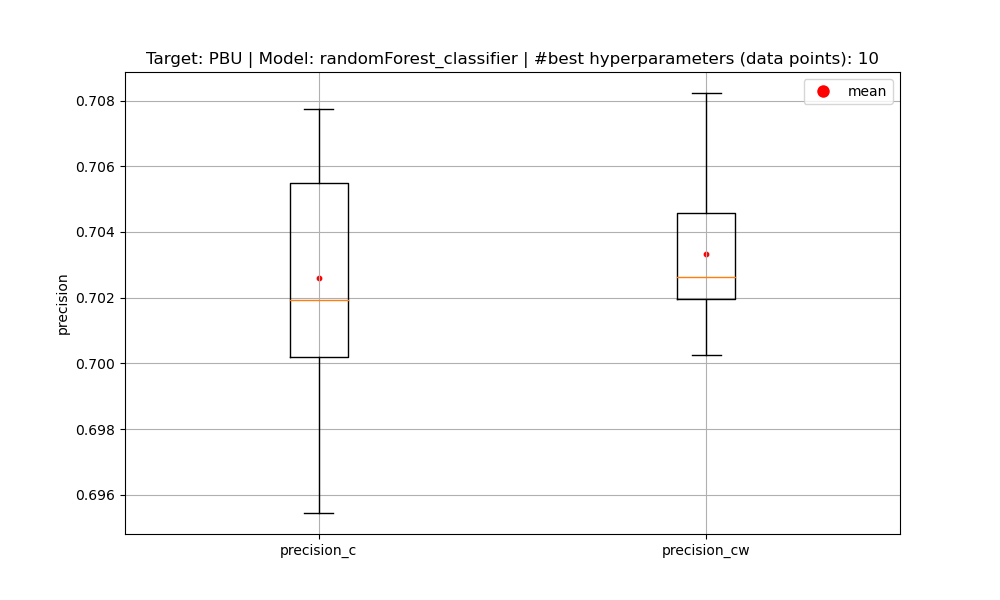 Target: PBU | Model: randomForest_classifier | #best hyperparameters (data points): 10
mean
0.708
0.706
0.704
0.702
0.700
0.698
0.696
precision
precision_c
precision_cw